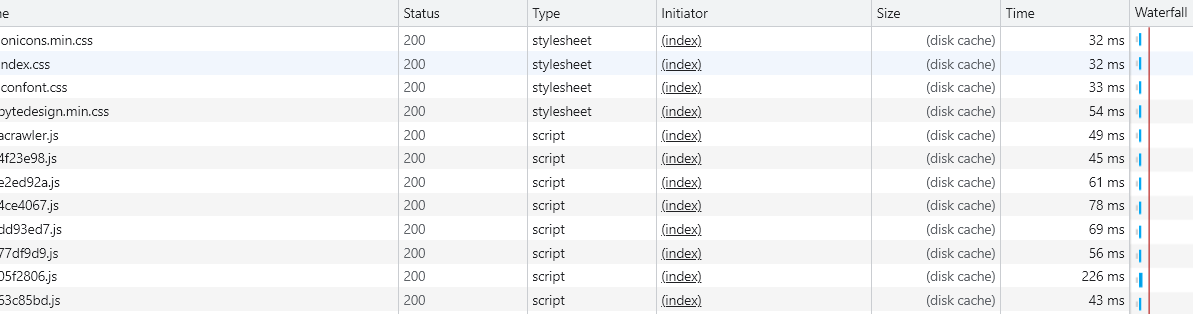 ne Status Type Initiator Size Time Waterfall
onicons.min.css 200 stylesheet (index) (disk cache) 32 ms
ndex.css 200 stylesheet (index) (disk cache) 32 ms
confont.css 200 stylesheet (index) (disk cache) 33 ms
bytedesign.min.css 200 stylesheet (index) (disk cache) 54 ms
acrawler.js 200 script (index) (disk cache) 49 ms
4f23e98.js 200 script (index) (disk cache) 45 ms
e2ed92a.js 200 script (index) (disk cache) 61 ms
4ce4067.js 200 script (index) (disk cache) 78 ms
dd93ed7.js 200 script (index) (disk cache) 69 ms
77df9d9.js 200 script (index) (disk cache) 56 ms
05f2806.js 200 script (index) (disk cache) 226 ms
63c85bd.js 200 script (index) (disk cache) 43 ms